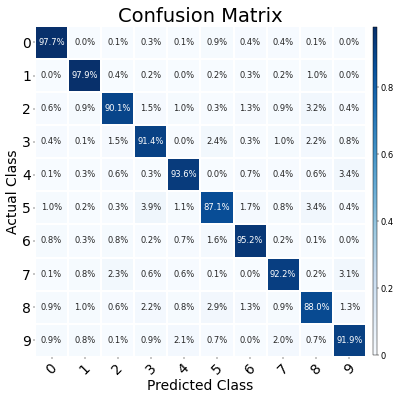 Confusion Matrix
0 97.7% 0.0% 0.1% 0.3% 0.1% 0.9% 0.4% 0.4% 0.1% 0.0%
1 0.0% 97.9% 0.4% 0.2% 0.0% 0.2% 0.3% 0.2% 1.0% 0.0%
2 0.6% 0.9% 90.1% 1.5% 1.0% 0.3% 1.3% 0.9% 3.2% 0.4%
3 0.4% 0.1% 1.5% 91.4% 0.0% 2.4% 0.3% 1.0% 2.2% 0.8%
4 0.1% 0.3% 0.6% 0.3% 93.6% 0.0% 0.7% 0.4% 0.6% 3.4%
5 1.0% 0.2% 0.3% 3.9% 1.1% 87.1% 1.7% 0.8% 3.4% 0.4%
6 0.8% 0.3% 0.8% 0.2% 0.7% 1.6% 95.2% 0.2% 0.1% 0.0%
7 0.1% 0.8% 2.3% 0.6% 0.6% 0.1% 0.0% 92.2% 0.2% 3.1%
8 0.9% 1.0% 0.6% 2.2% 0.8% 2.9% 1.3% 0.9% 88.0% 1.3%
9 0.9% 0.8% 0.1% 0.9% 2.1% 0.7% 0.0% 2.0% 0.7% 91.9%
0 1 2 3 4 5 6 7 8 9
Predicted Class
Actual Class
0.8
0.6
0.4
0.2
0